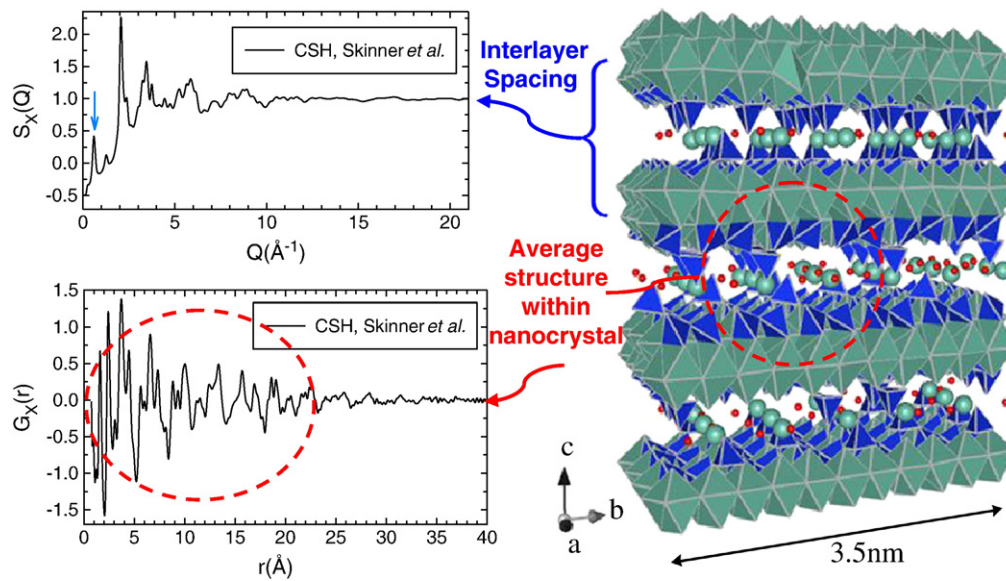 CSH, Skinner et al.
2.0
1.5
1.0
0.5
0.0
-0.5
S_X(Q)
0 5 10 15 20
Q(Å⁻¹)
Interlayer
Spacing
Average
structure
within
nanocrystal
1.5
1.0
0.5
0.0
-0.5
-1.0
-1.5
CSH, Skinner et al.
G_X(r)
0 5 10 15 20 25 30 35 40
r(Å)
c
b
a
3.5nm